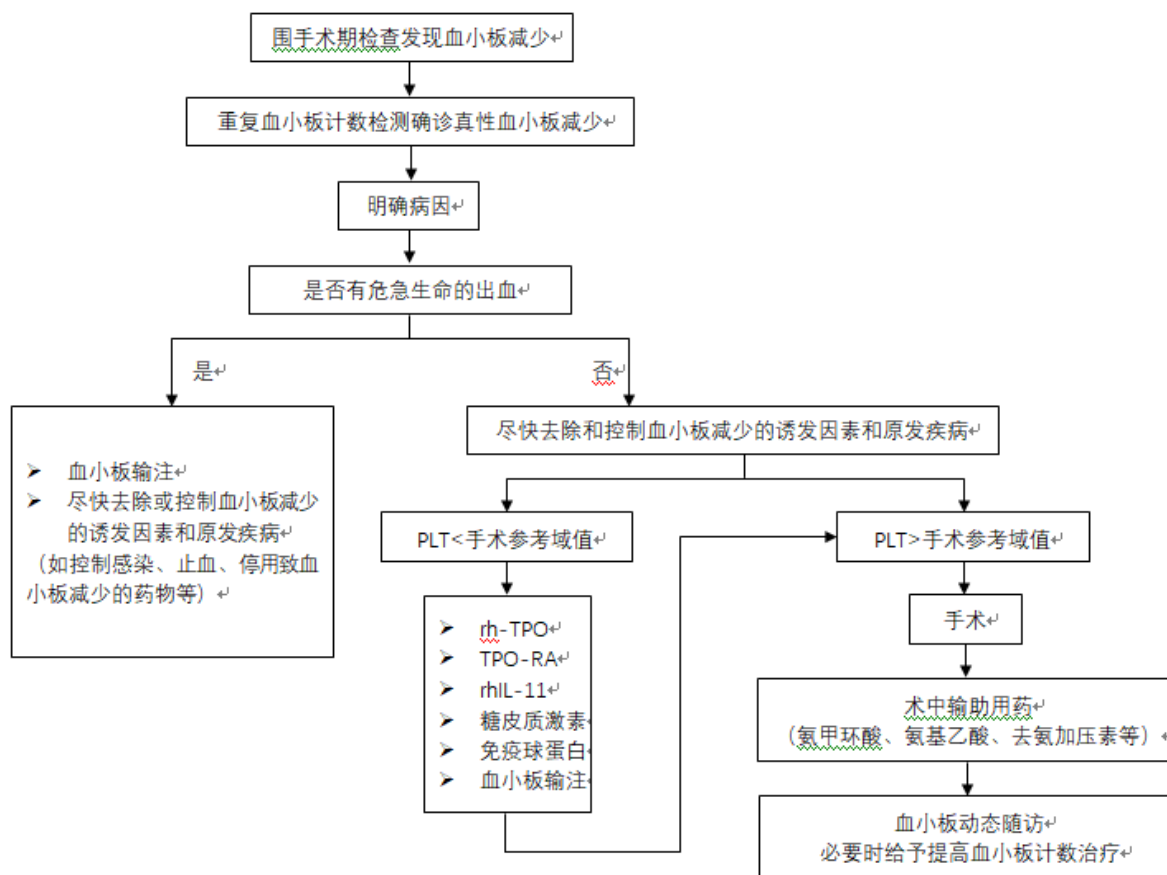 围手术期检查发现血小板减少
重复血小板计数检测确诊真性血小板减少
明确病因
是否有危急生命的出血
是
否
血小板输注
尽快去除或控制血小板减少
的诱发因素和原发疾病
（如控制感染、止血、停用致血
小板减少的药物等）
尽快去除和控制血小板减少的诱发因素和原发疾病
PLT<手术参考域值
PLT>手术参考域值
rh-TPO
TPO-RA
rhIL-11
糖皮质激素
免疫球蛋白
血小板输注
手术
术中输助用药
（氨甲环酸、氨基乙酸、去氨加压素等）
血小板动态随访
必要时给予提高血小板计数治疗